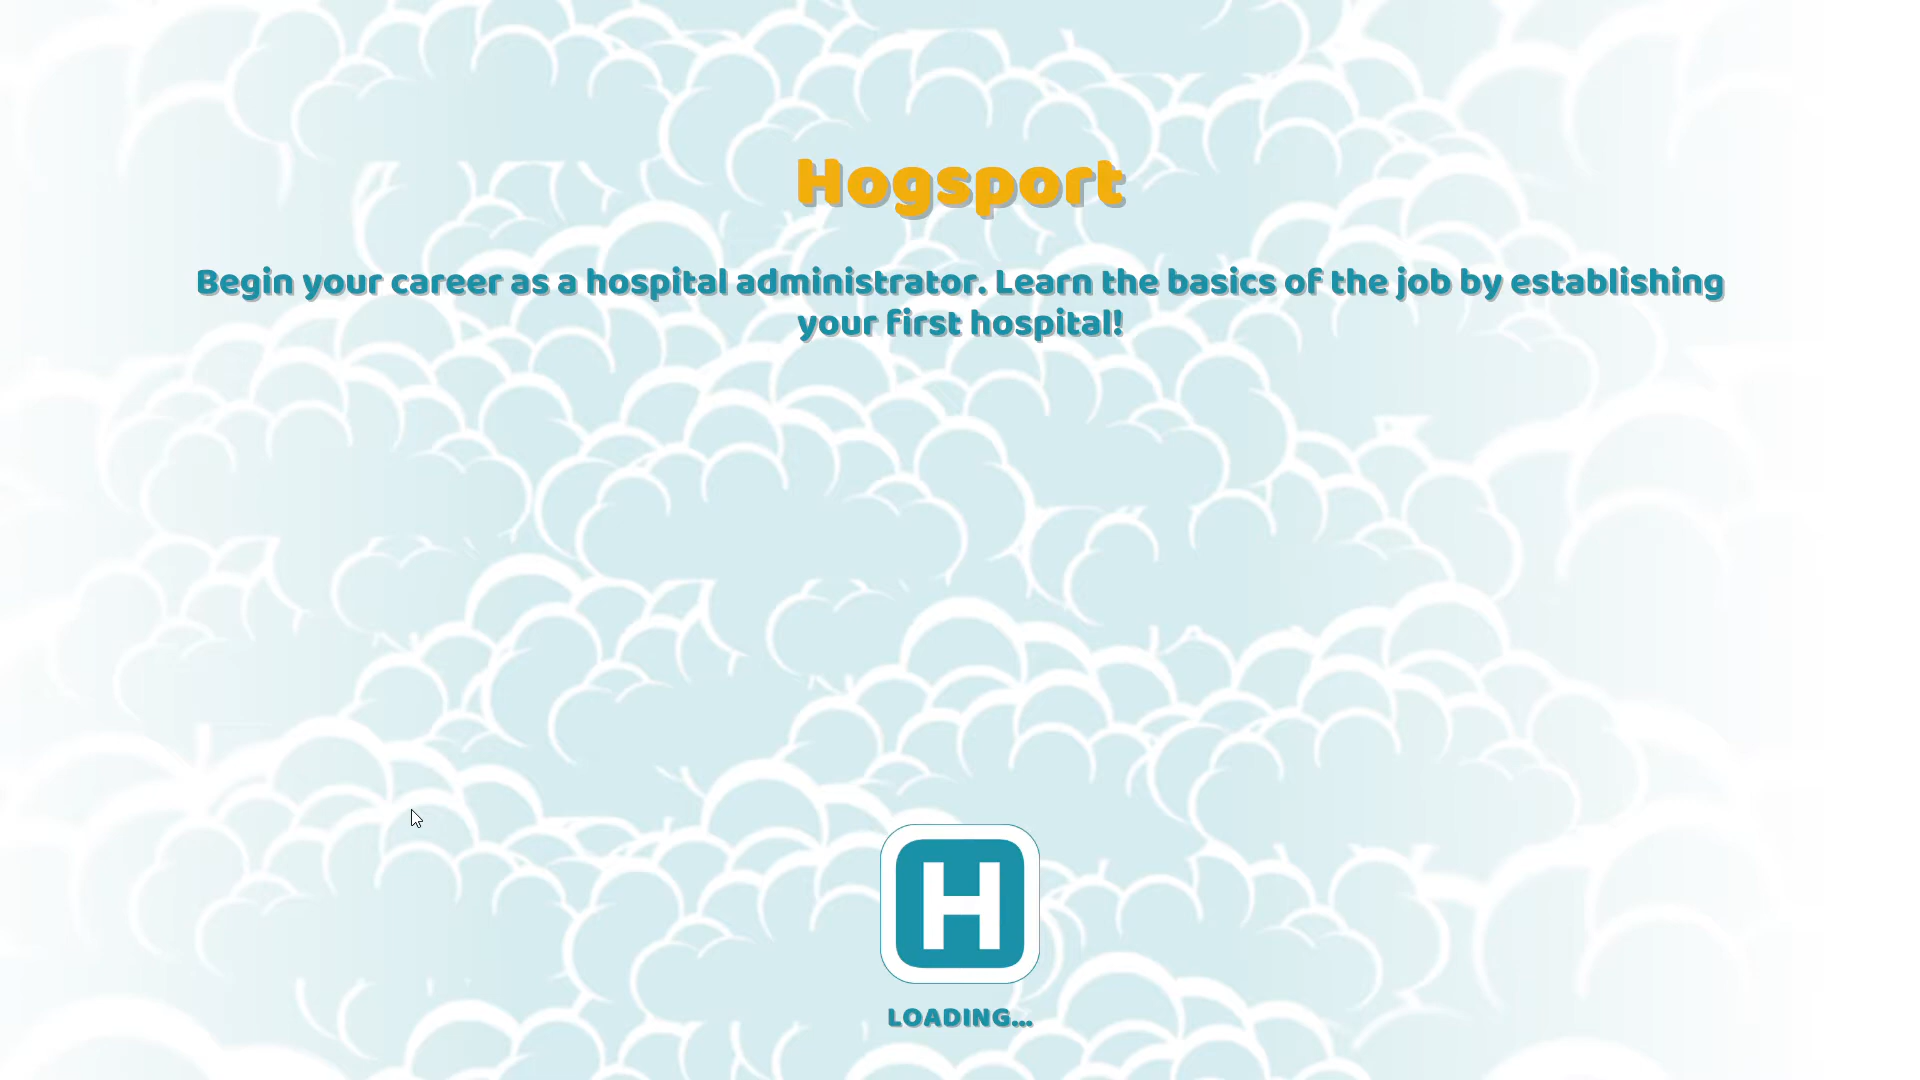 Hogsport
Begin your career as a hospital administrator. Learn the basics of the job by establishing
your first hospital!
H
LOADING...